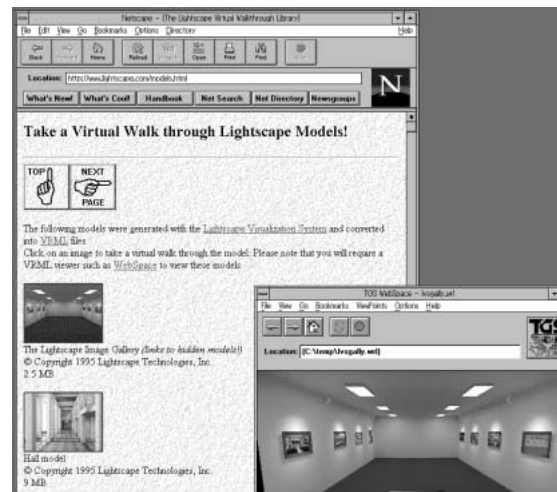 Netscape - [The Lightscape Virtual Walkthrough Library]
File Edit View Go Bookmarks Options Directory Help
Back Forward Home Reload Open Print Find
Location: http://www.lightscape.com/models.html
N
What's New! What's Cool! Handbook Net Search Net Directory Newsgroups
Take a Virtual Walk through Lightscape Models!
TOP NEXT
PAGE
The following models were generated with the Lightscape Visualization System and converted
into VRML files
Click on an image to take a virtual walk through the model. Please note that you will require a
VRML viewer such as WebSpace to view these models
The Lightscape Image Gallery (links to hidden models!)
© Copyright 1995 Lightscape Technologies, Inc.
2.5 MB
Hall model
© Copyright 1995 Lightscape Technologies, Inc.
9 MB
TGS WebSpace - lvsgally.wrl
File View Go Bookmarks ViewPoints Options Help
TGS
Location: (C:\temp\lvsgally.wrl)